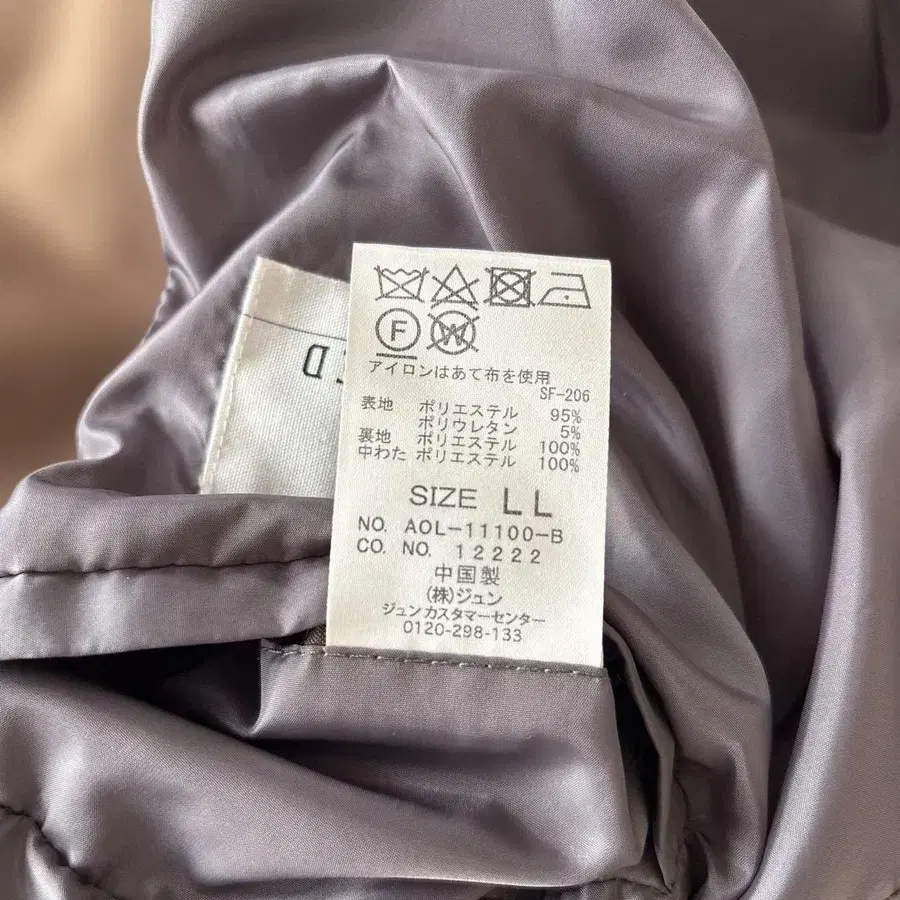 F W
アイロンはあて布を使用
SF-206
表地 ポリエステル 95%
ポリウレタン 5%
裏地 ポリエステル 100%
中わた ポリエステル 100%
SIZE LL
NO. AOL-11100-B
CO. NO. 12222
中国製
(株)ジュン
ジュン カスタマーセンター
0120-298-133